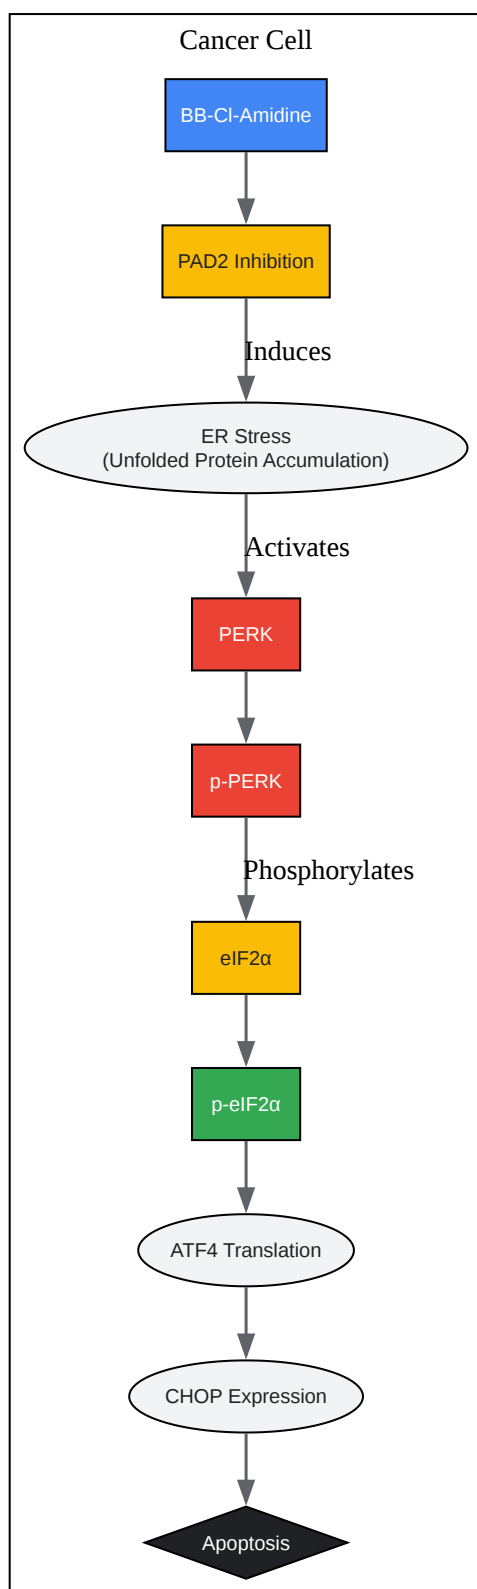 Cancer Cell
BB-Cl-Amidine
PAD2 Inhibition
Induces
ER Stress
(Unfolded Protein Accumulation)
Activates
PERK
p-PERK
Phosphorylates
eIF2α
p-eIF2α
ATF4 Translation
CHOP Expression
Apoptosis